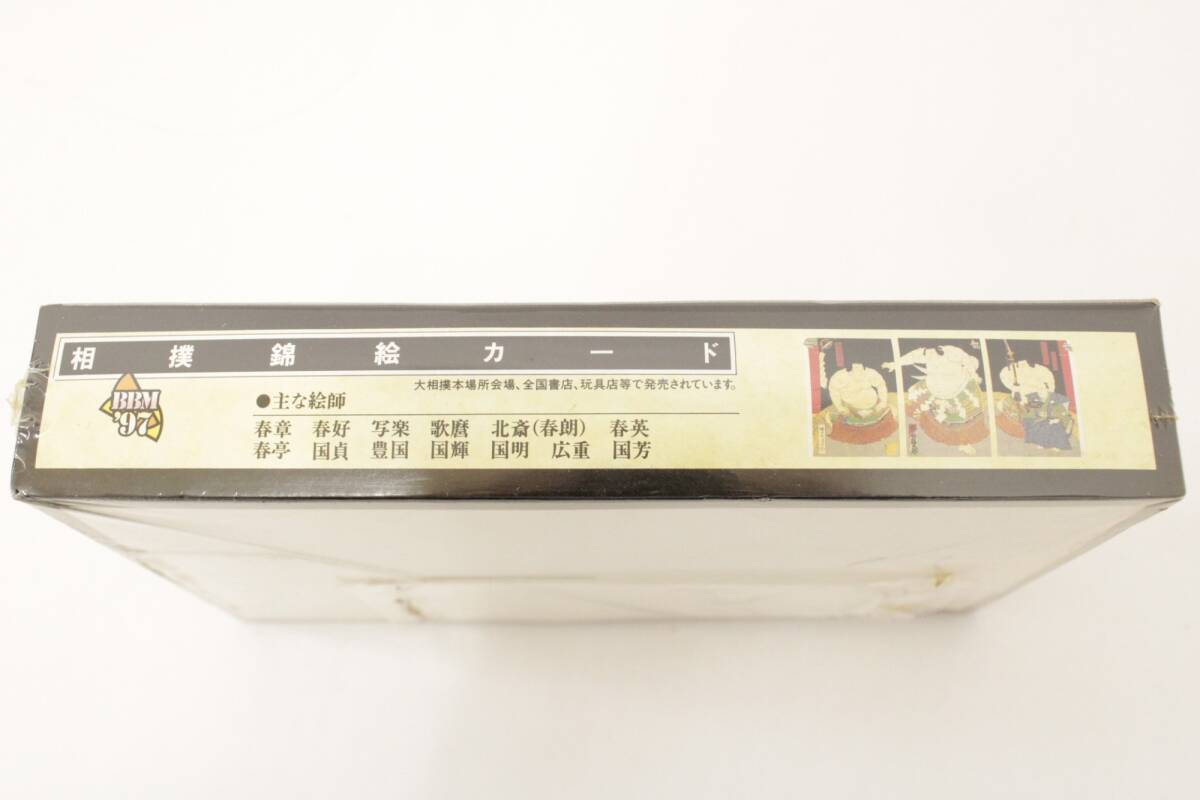 相撲錦絵カード
大相撲本場所会場、全国書店、玩具店等で発売されています。
BBM
'97
●主な絵師
春章 春好 写楽 歌麿 北斎(春朗) 春英
春亭 国貞 豊国 国輝 国明 広重 国芳